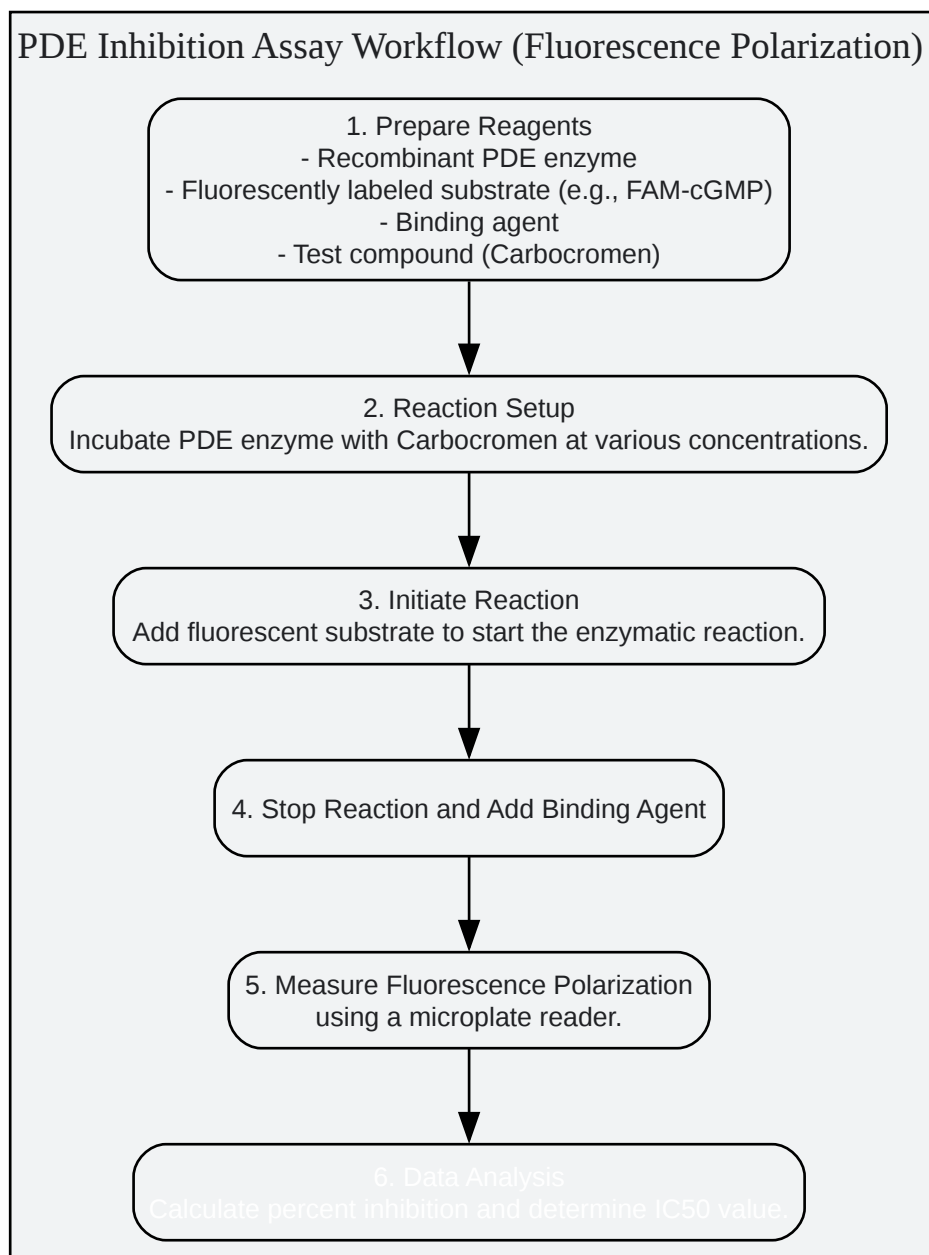 PDE Inhibition Assay Workflow (Fluorescence Polarization)
1. Prepare Reagents
- Recombinant PDE enzyme
- Fluorescently labeled substrate (e.g., FAM-cGMP)
- Binding agent
- Test compound (Carbocromen)
2. Reaction Setup
Incubate PDE enzyme with Carbocromen at various concentrations.
3. Initiate Reaction
Add fluorescent substrate to start the enzymatic reaction.
4. Stop Reaction and Add Binding Agent
5. Measure Fluorescence Polarization
using a microplate reader.
6. Data Analysis
Calculate percent inhibition and determine IC50 value.